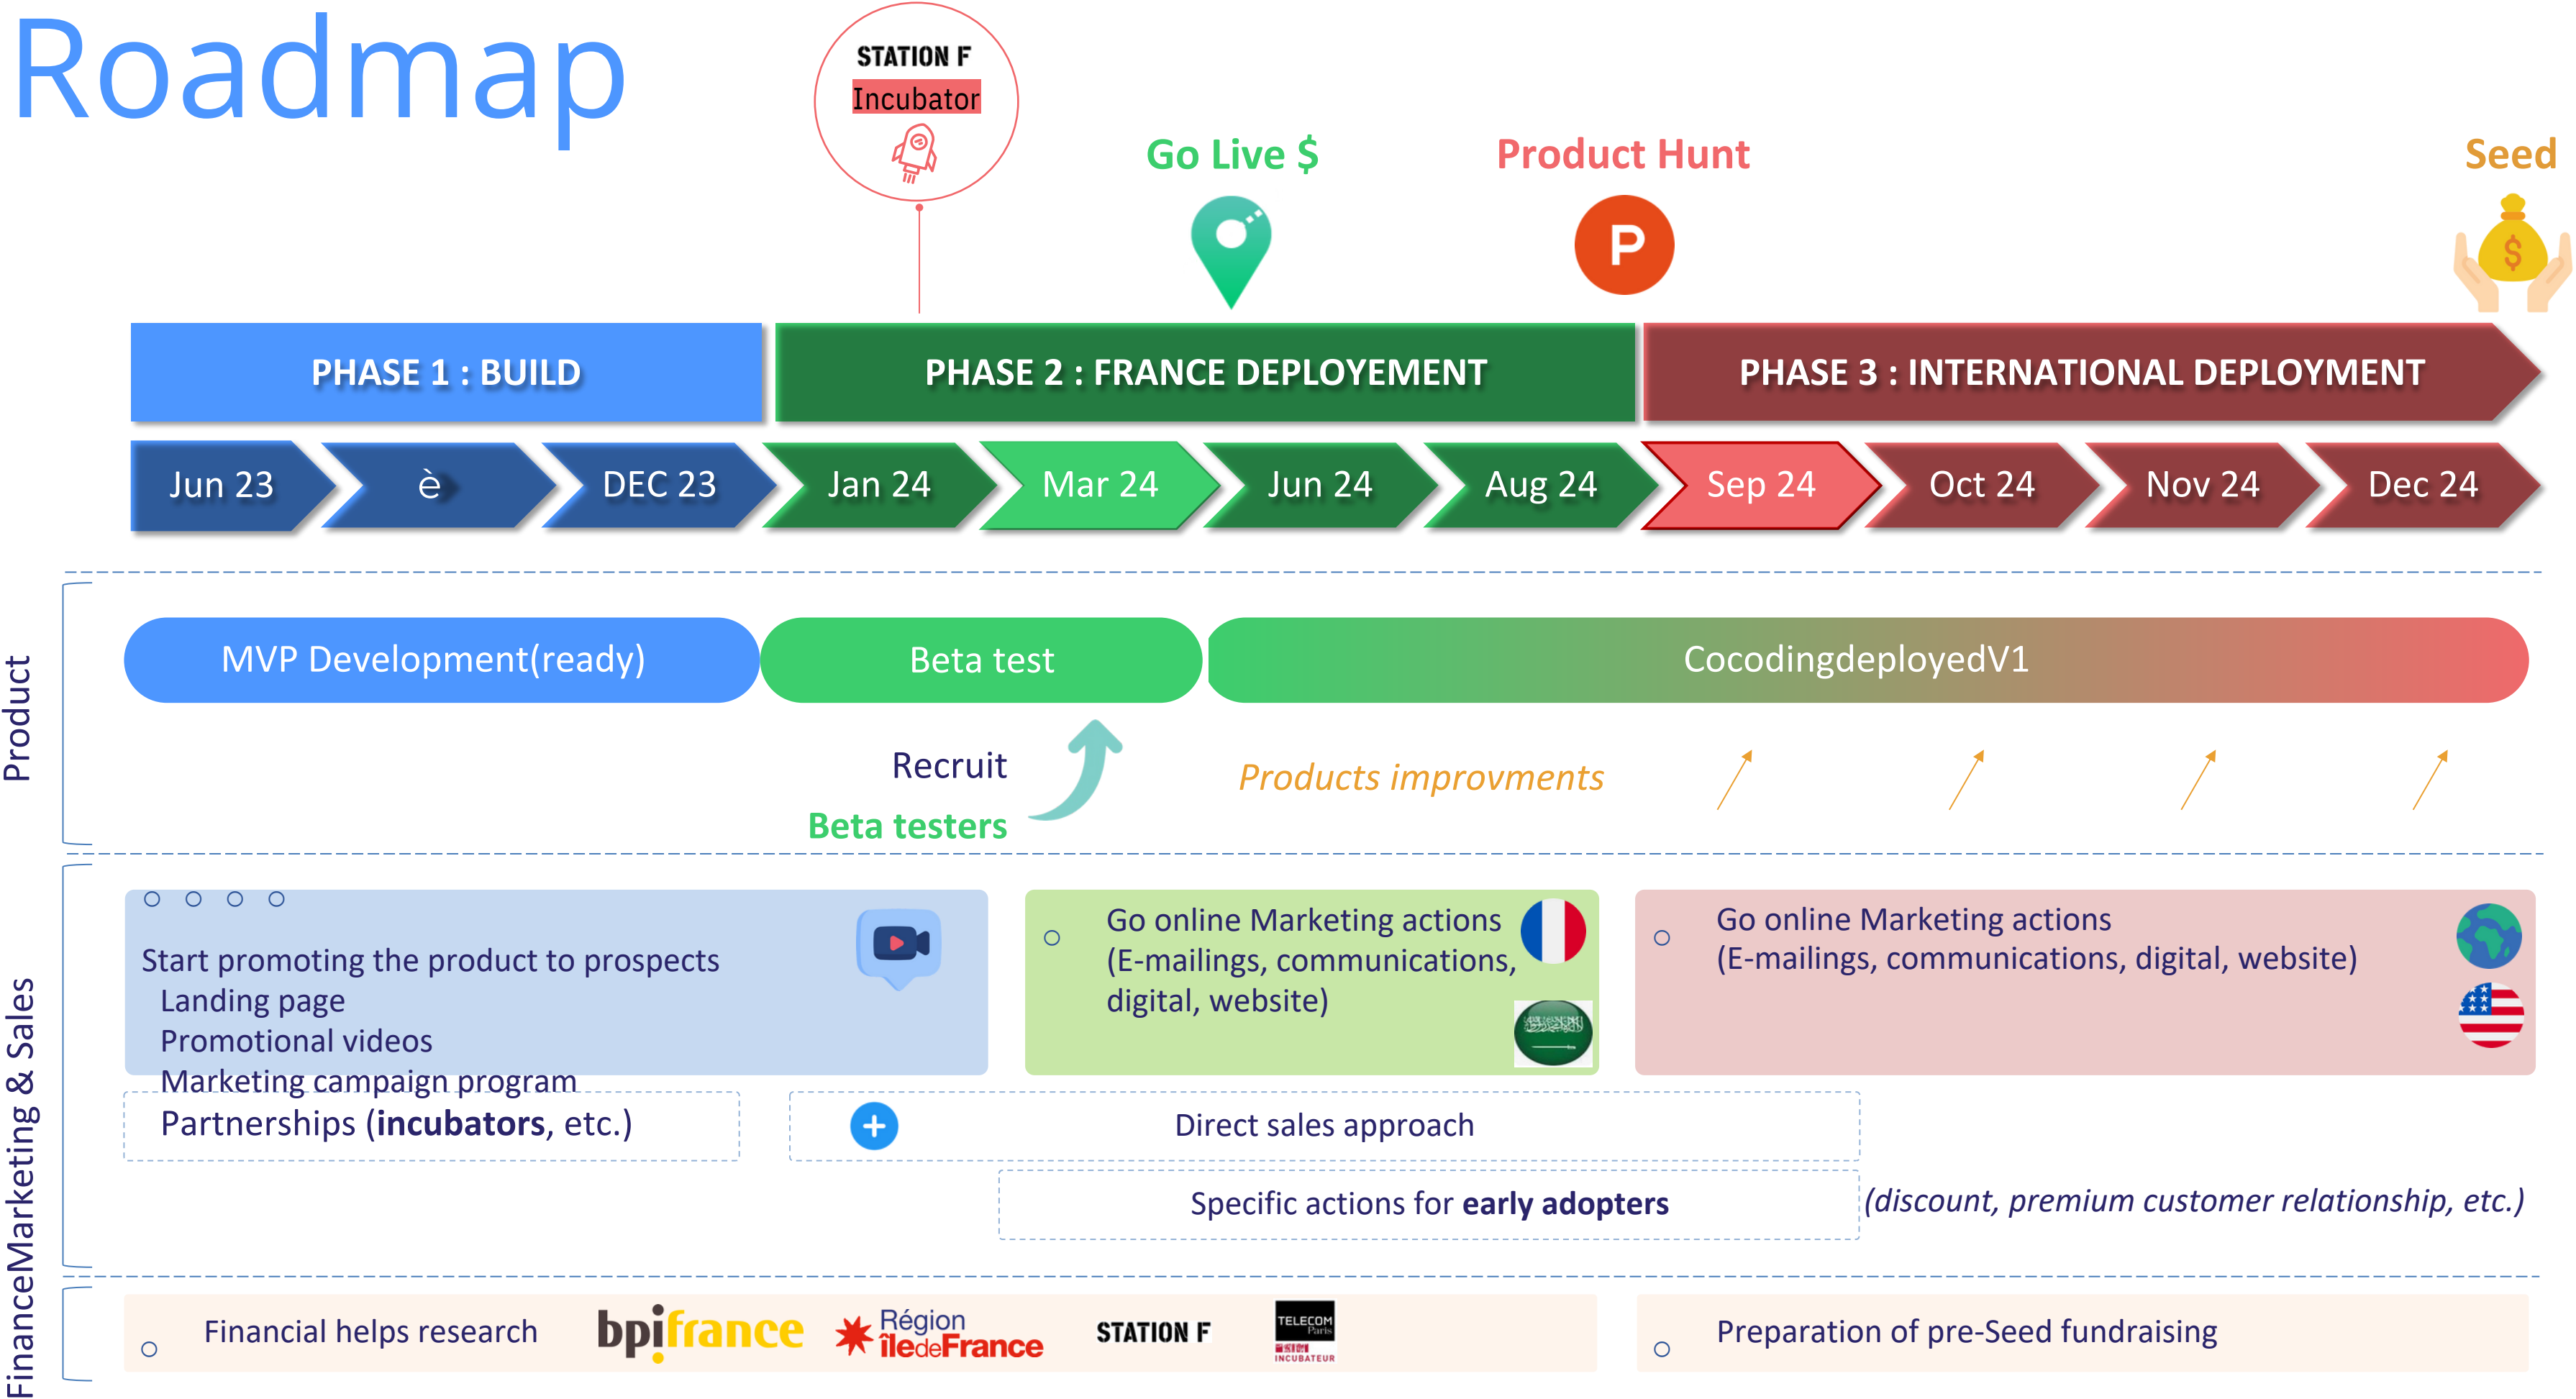 Roadmap
STATION F
Incubator
Go Live $
Product Hunt
P
Seed
$
PHASE 1 : BUILD
PHASE 2 : FRANCE DEPLOYEMENT
PHASE 3 : INTERNATIONAL DEPLOYMENT
Jun 23
è
DEC 23
Jan 24
Mar 24
Jun 24
Aug 24
Sep 24
Oct 24
Nov 24
Dec 24
Product
MVP Development(ready)
Beta test
CocodingdeployedV1
Recruit
Beta testers
Products improvments
Marketing & Sales
Start promoting the product to prospects
Landing page
Promotional videos
Marketing campaign program
Partnerships (incubators, etc.)
Go online Marketing actions
(E-mailings, communications,
digital, website)
Go online Marketing actions
(E-mailings, communications, digital, website)
Direct sales approach
Specific actions for early adopters
(discount, premium customer relationship, etc.)
Finance
Financial helps research
bpifrance
Région
îledeFrance
STATION F
TELECOM
Paris
INCUBATEUR
Preparation of pre-Seed fundraising